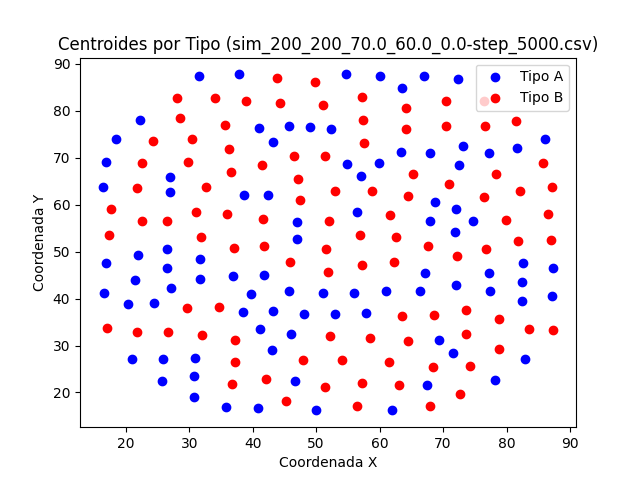 Centroides por Tipo (sim_200_200_70.0_60.0_0.0-step_5000.csv)
Tipo A
Tipo B
90
80
70
60
50
40
30
20
Coordenada Y
20 30 40 50 60 70 80 90
Coordenada X